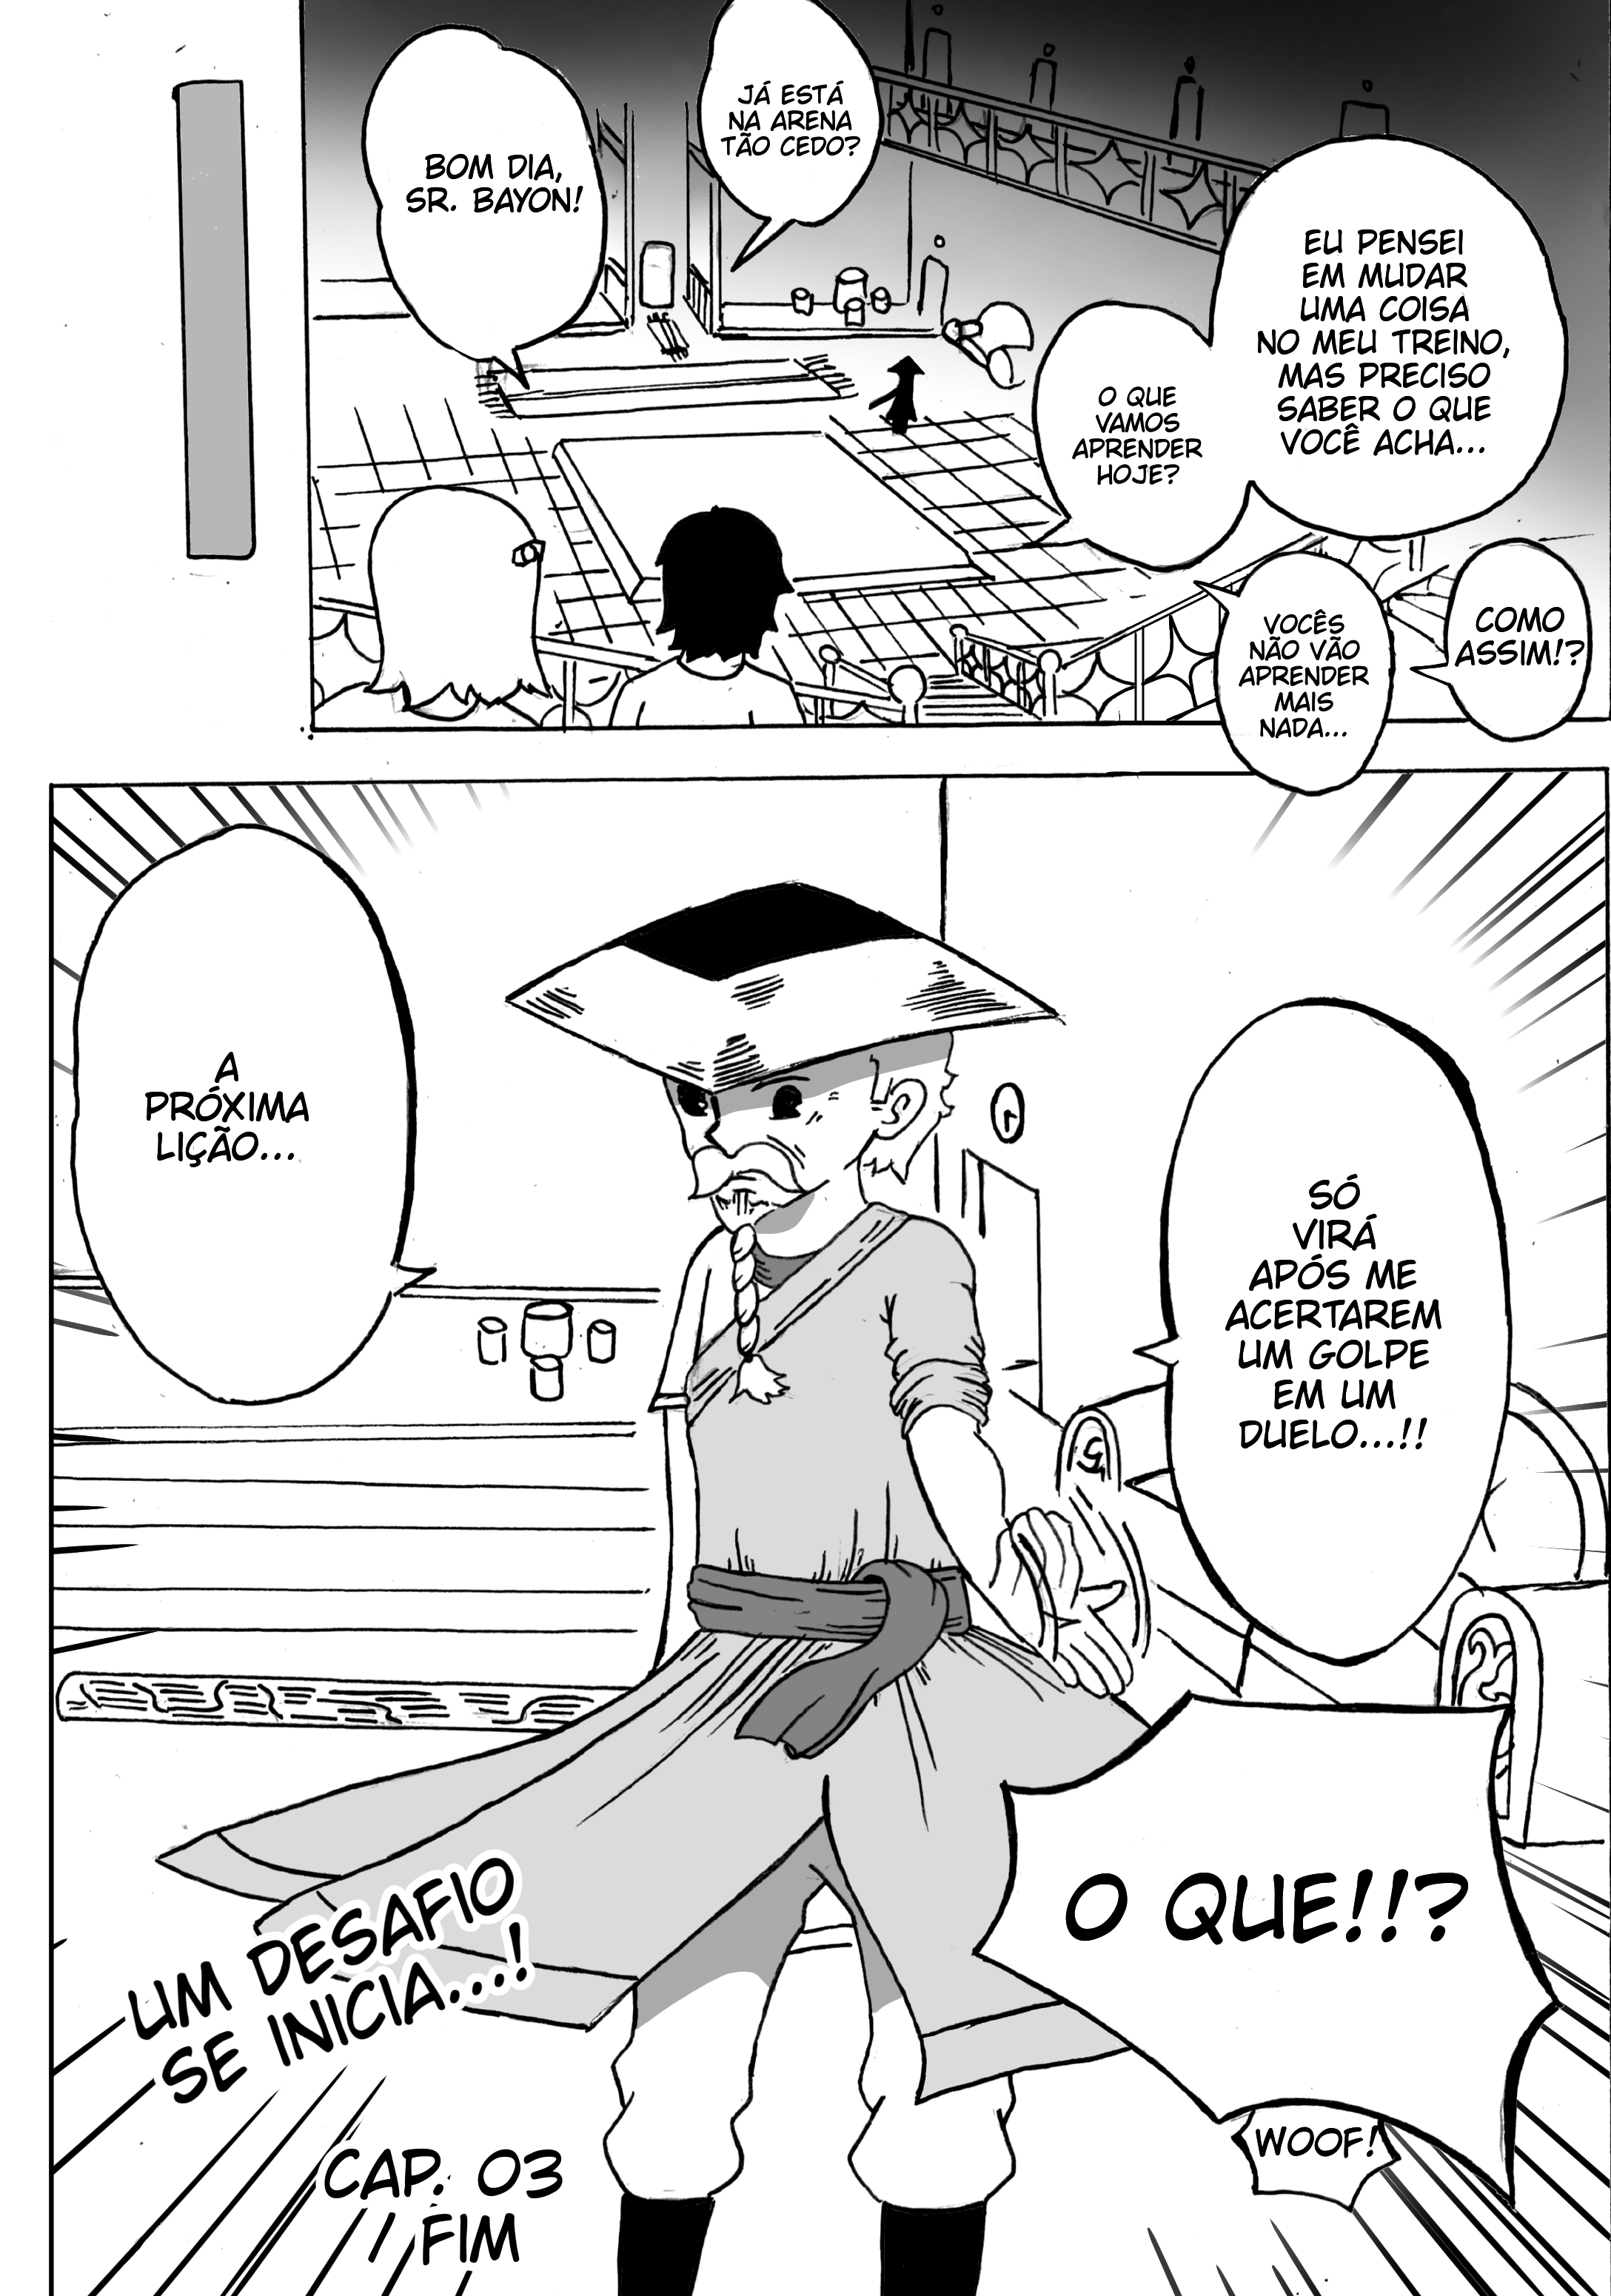 BOM DIA,
SR. BAYON!
JÁ ESTÁ
NA ARENA
TÃO CEDO?
EU PENSEI
EM MUDAR
UMA COISA
NO MEU TREINO,
MAS PRECISO
SABER O QUE
VOCÊ ACHA...
O QUE
VAMOS
APRENDER
HOJE?
VOCÊS
NÃO VÃO
APRENDER
MAIS
NADA...
COMO
ASSIM!?
A
PRÓXIMA
LIÇÃO...
1
SÓ
VIRÁ
APÓS ME
ACERTAREM
UM GOLPE
EM UM
DUELO...!!
5
O QUE!!?
WOOF!
UM DESAFIO
SE INICIA...!
CAP. 03
FIM